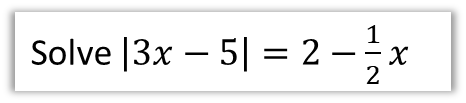 Solve |3x − 5| = 2 − ½x